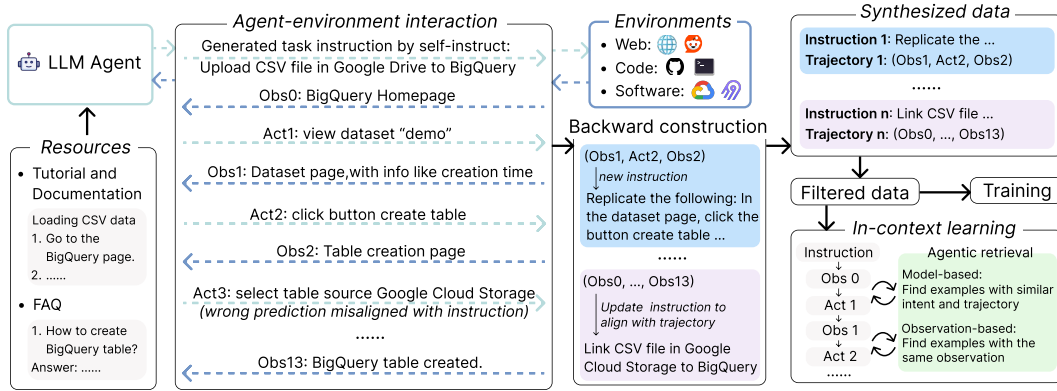 LLM Agent
Resources
• Tutorial and
Documentation
Loading CSV data
1. Go to the
BigQuery page.
2. ......
• FAQ
1. How to create
BigQuery table?
Answer: ......
Agent-environment interaction
Generated task instruction by self-instruct:
Upload CSV file in Google Drive to BigQuery
Obs0: BigQuery Homepage
Act1: view dataset “demo”
Obs1: Dataset page,with info like creation time
Act2: click button create table
Obs2: Table creation page
Act3: select table source Google Cloud Storage
(wrong prediction misaligned with instruction)
......
Obs13: BigQuery table created.
Environments
• Web:
• Code:
• Software:
Backward construction
(Obs1, Act2, Obs2)
new instruction
Replicate the following: In
the dataset page, click the
button create table ...
......
(Obs0, ..., Obs13)
Update instruction to
align with trajectory
Link CSV file in Google
Cloud Storage to BigQuery
Synthesized data
Instruction 1: Replicate the ...
Trajectory 1: (Obs1, Act2, Obs2)
......
Instruction n: Link CSV file ...
Trajectory n: (Obs0, ..., Obs13)
Filtered data
Training
In-context learning
Instruction
Obs 0
Act 1
Obs 1
Act 2
......
Agentic retrieval
Model-based:
Find examples with similar
intent and trajectory
Observation-based:
Find examples with the
same observation